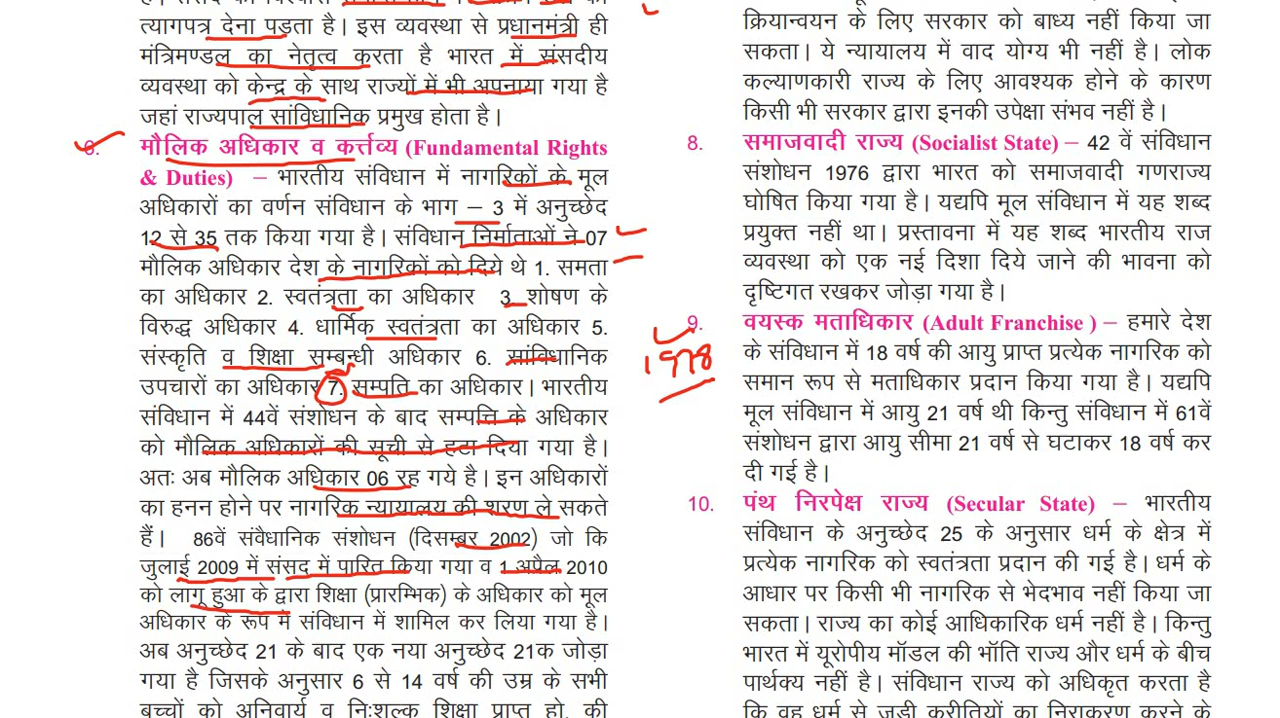 त्यागपत्र देना पड़ता है। इस व्यवस्था से प्रधानमंत्री ही
मंत्रिमण्डल का नेतृत्व करता है भारत में संसदीय
व्यवस्था को केन्द्र के साथ राज्यों में भी अपनाया गया है
जहां राज्यपाल सांविधानिक प्रमुख होता है।
6. मौलिक अधिकार व कर्त्तव्य (Fundamental Rights
& Duties) – भारतीय संविधान में नागरिकों के मूल
अधिकारों का वर्णन संविधान के भाग – 3 में अनुच्छेद
12 से 35 तक किया गया है। संविधान निर्माताओं ने 07
मौलिक अधिकार देश के नागरिकों को दिये थे 1. समता
का अधिकार 2. स्वतंत्रता का अधिकार 3 शोषण के
विरुद्ध अधिकार 4. धार्मिक स्वतंत्रता का अधिकार 5.
संस्कृति व शिक्षा सम्बन्धी अधिकार 6. सांविधानिक
उपचारों का अधिकार 7. सम्पति का अधिकार। भारतीय
संविधान में 44वें संशोधन के बाद सम्पत्ति के अधिकार
को मौलिक अधिकारों की सूची से हटा दिया गया है।
अतः अब मौलिक अधिकार 06 रह गये है। इन अधिकारों
का हनन होने पर नागरिक न्यायालय की शरण ले सकते
हैं। 86वें संवैधानिक संशोधन (दिसम्बर 2002) जो कि
जुलाई 2009 में संसद में पारित किया गया व 1 अप्रैल 2010
को लागू हुआ के द्वारा शिक्षा (प्रारम्भिक) के अधिकार को मूल
अधिकार के रूप में संविधान में शामिल कर लिया गया है।
अब अनुच्छेद 21 के बाद एक नया अनुच्छेद 21क जोड़ा
गया है जिसके अनुसार 6 से 14 वर्ष की उम्र के सभी
बच्चों को अनिवार्य व निःशुल्क शिक्षा प्राप्त हो. की
क्रियान्वयन के लिए सरकार को बाध्य नहीं किया जा
सकता। ये न्यायालय में वाद योग्य भी नहीं है। लोक
कल्याणकारी राज्य के लिए आवश्यक होने के कारण
किसी भी सरकार द्वारा इनकी उपेक्षा संभव नहीं है।
8. समाजवादी राज्य (Socialist State) – 42 वें संविधान
संशोधन 1976 द्वारा भारत को समाजवादी गणराज्य
घोषित किया गया है। यद्यपि मूल संविधान में यह शब्द
प्रयुक्त नहीं था। प्रस्तावना में यह शब्द भारतीय राज
व्यवस्था को एक नई दिशा दिये जाने की भावना को
दृष्टिगत रखकर जोड़ा गया है।
9. वयस्क मताधिकार (Adult Franchise ) – हमारे देश
1978
के संविधान में 18 वर्ष की आयु प्राप्त प्रत्येक नागरिक को
समान रूप से मताधिकार प्रदान किया गया है। यद्यपि
मूल संविधान में आयु 21 वर्ष थी किन्तु संविधान में 61वें
संशोधन द्वारा आयु सीमा 21 वर्ष से घटाकर 18 वर्ष कर
दी गई है।
10. पंथ निरपेक्ष राज्य (Secular State) – भारतीय
संविधान के अनुच्छेद 25 के अनुसार धर्म के क्षेत्र में
प्रत्येक नागरिक को स्वतंत्रता प्रदान की गई है। धर्म के
आधार पर किसी भी नागरिक से भेदभाव नहीं किया जा
सकता। राज्य का कोई आधिकारिक धर्म नहीं है। किन्तु
भारत में यूरोपीय मॉडल की भॉति राज्य और धर्म के बीच
पार्थक्य नहीं है। संविधान राज्य को अधिकृत करता है
कि वह धर्म से जुड़ी कुरीतियों का निराकरण करने के